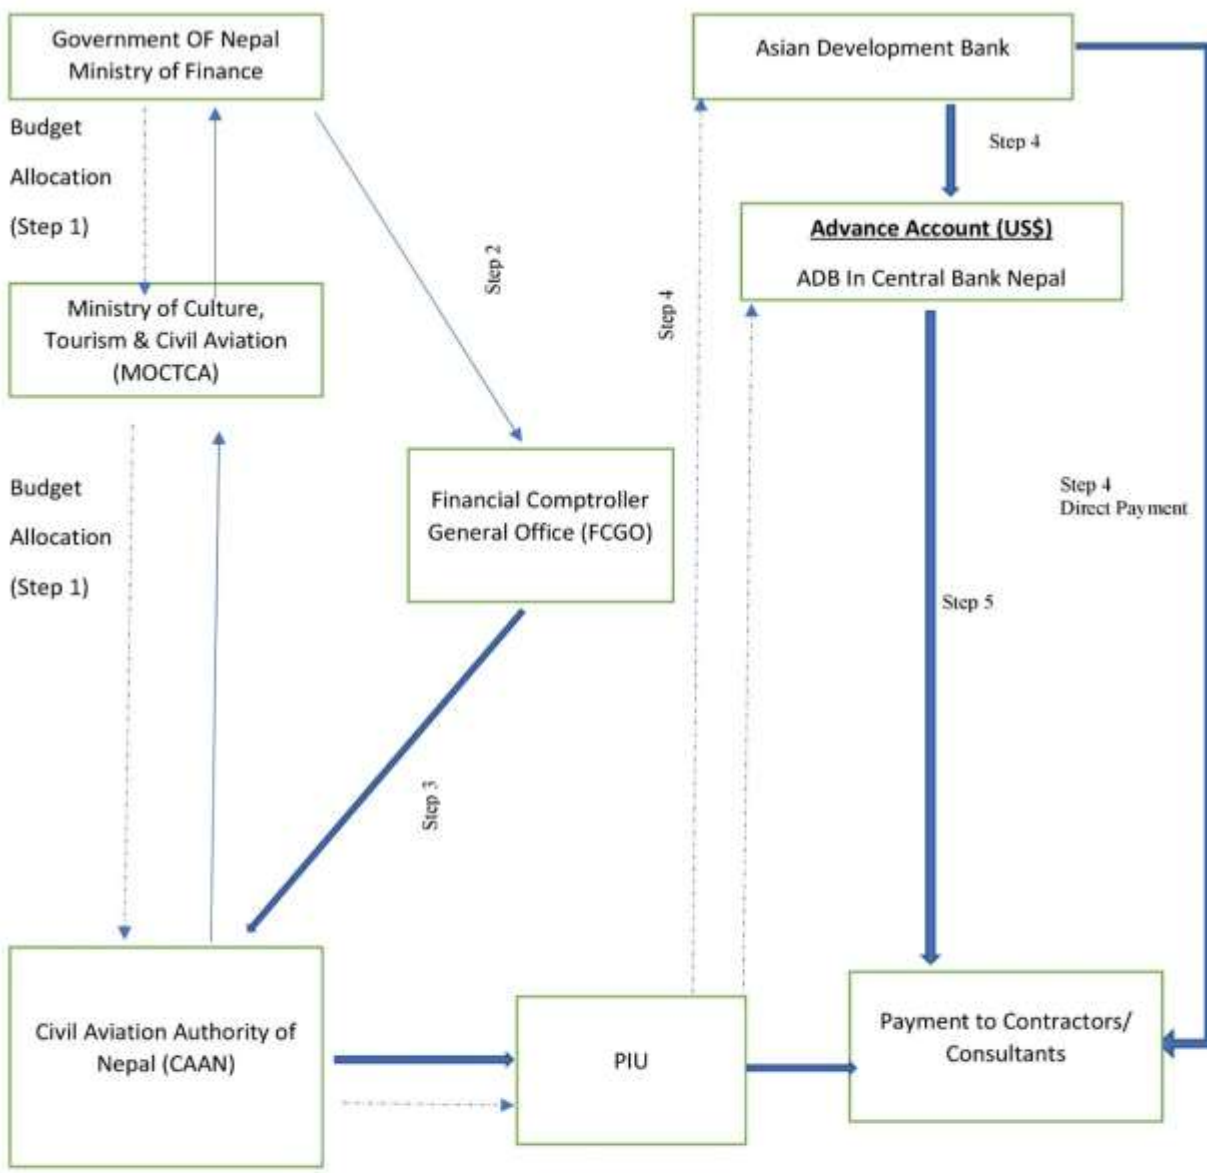 Government OF Nepal
Ministry of Finance
Asian Development Bank
Budget
Allocation
(Step 1)
Step 4
Step 2
Advance Account (US$)
ADB In Central Bank Nepal
Step 4
Ministry of Culture,
Tourism & Civil Aviation
(MOCTCA)
Budget
Allocation
(Step 1)
Financial Comptroller
General Office (FCGO)
Step 4
Direct Payment
Step 5
Step 3
Civil Aviation Authority of
Nepal (CAAN)
PIU
Payment to Contractors/
Consultants